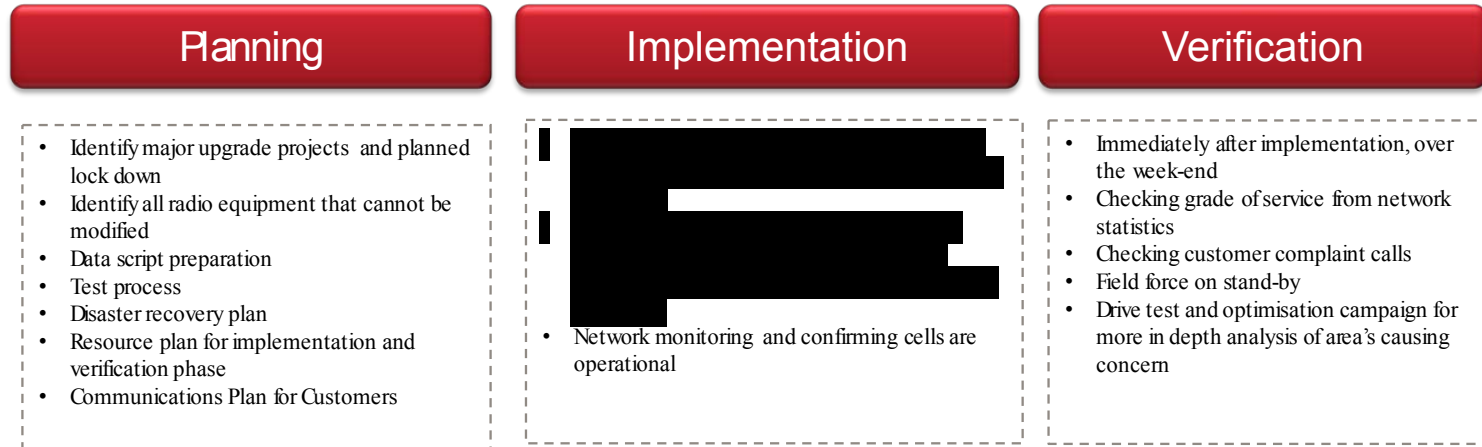 Planning
• Identify major upgrade projects and planned
lock down
• Identify all radio equipment that cannot be
modified
• Data script preparation
• Test process
• Disaster recovery plan
• Resource plan for implementation and
verification phase
• Communications Plan for Customers
Implementation
• Network monitoring and confirming cells are
operational
Verification
• Immediately after implementation, over
the week-end
• Checking grade of service from network
statistics
• Checking customer complaint calls
• Field force on stand-by
• Drive test and optimisation campaign for
more in depth analysis of area's causing
concern